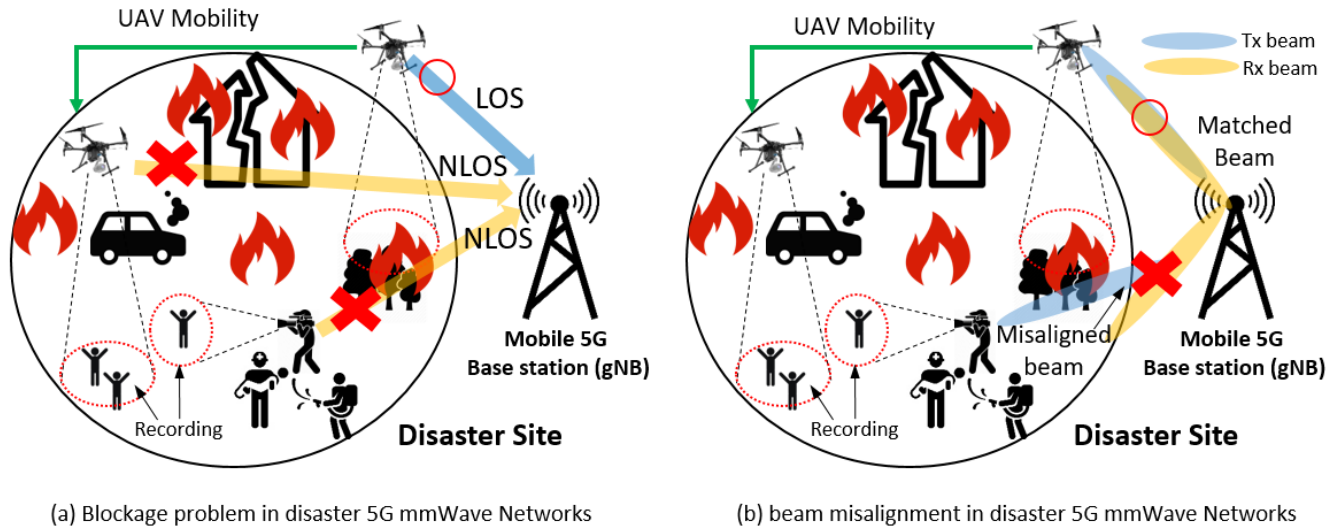 UAV Mobility
LOS
NLOS
NLOS
Mobile 5G
Base station (gNB)
Recording
Disaster Site
(a) Blockage problem in disaster 5G mmWave Networks
UAV Mobility
Tx beam
Rx beam
Matched
Beam
Misaligned
beam
Mobile 5G
Base station (gNB)
Recording
Disaster Site
(b) beam misalignment in disaster 5G mmWave Networks